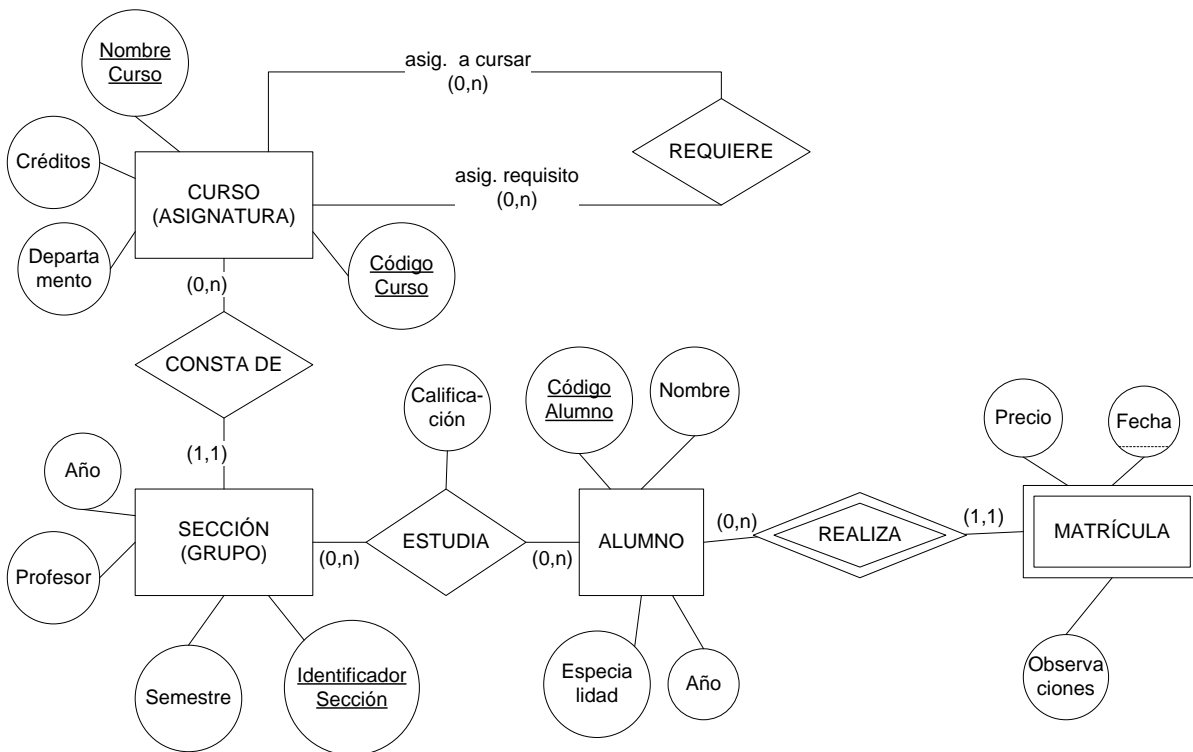 Nombre
Curso
asig.  a cursar
(0,n)
Créditos
REQUIERE
CURSO
(ASIGNATURA)
asig. requisito
(0,n)
Departa
mento
Código
Curso
(0,n)
CONSTA DE
Califica-
ción
Código
Alumno
Nombre
Precio
Fecha
(1,1)
Año
SECCIÓN
(GRUPO)
(0,n)
ESTUDIA
(0,n)
ALUMNO
(0,n)
REALIZA
(1,1)
MATRÍCULA
Profesor
Semestre
Identificador
Sección
Especia
lidad
Año
Observa
ciones